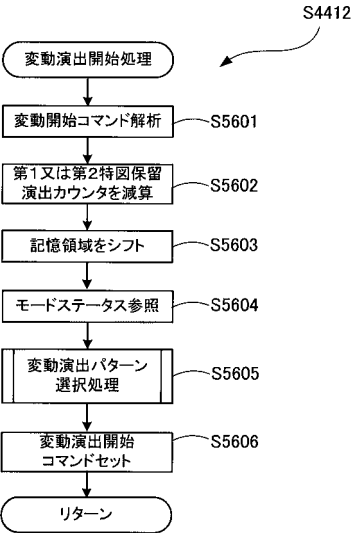 S4412
変動演出開始処理
変動開始コマンド解析
S5601
第1又は第2特図保留
演出カウンタを減算
S5602
記憶領域をシフト
S5603
モードステータス参照
S5604
変動演出パターン
選択処理
S5605
変動演出開始
コマンドセット
S5606
リターン